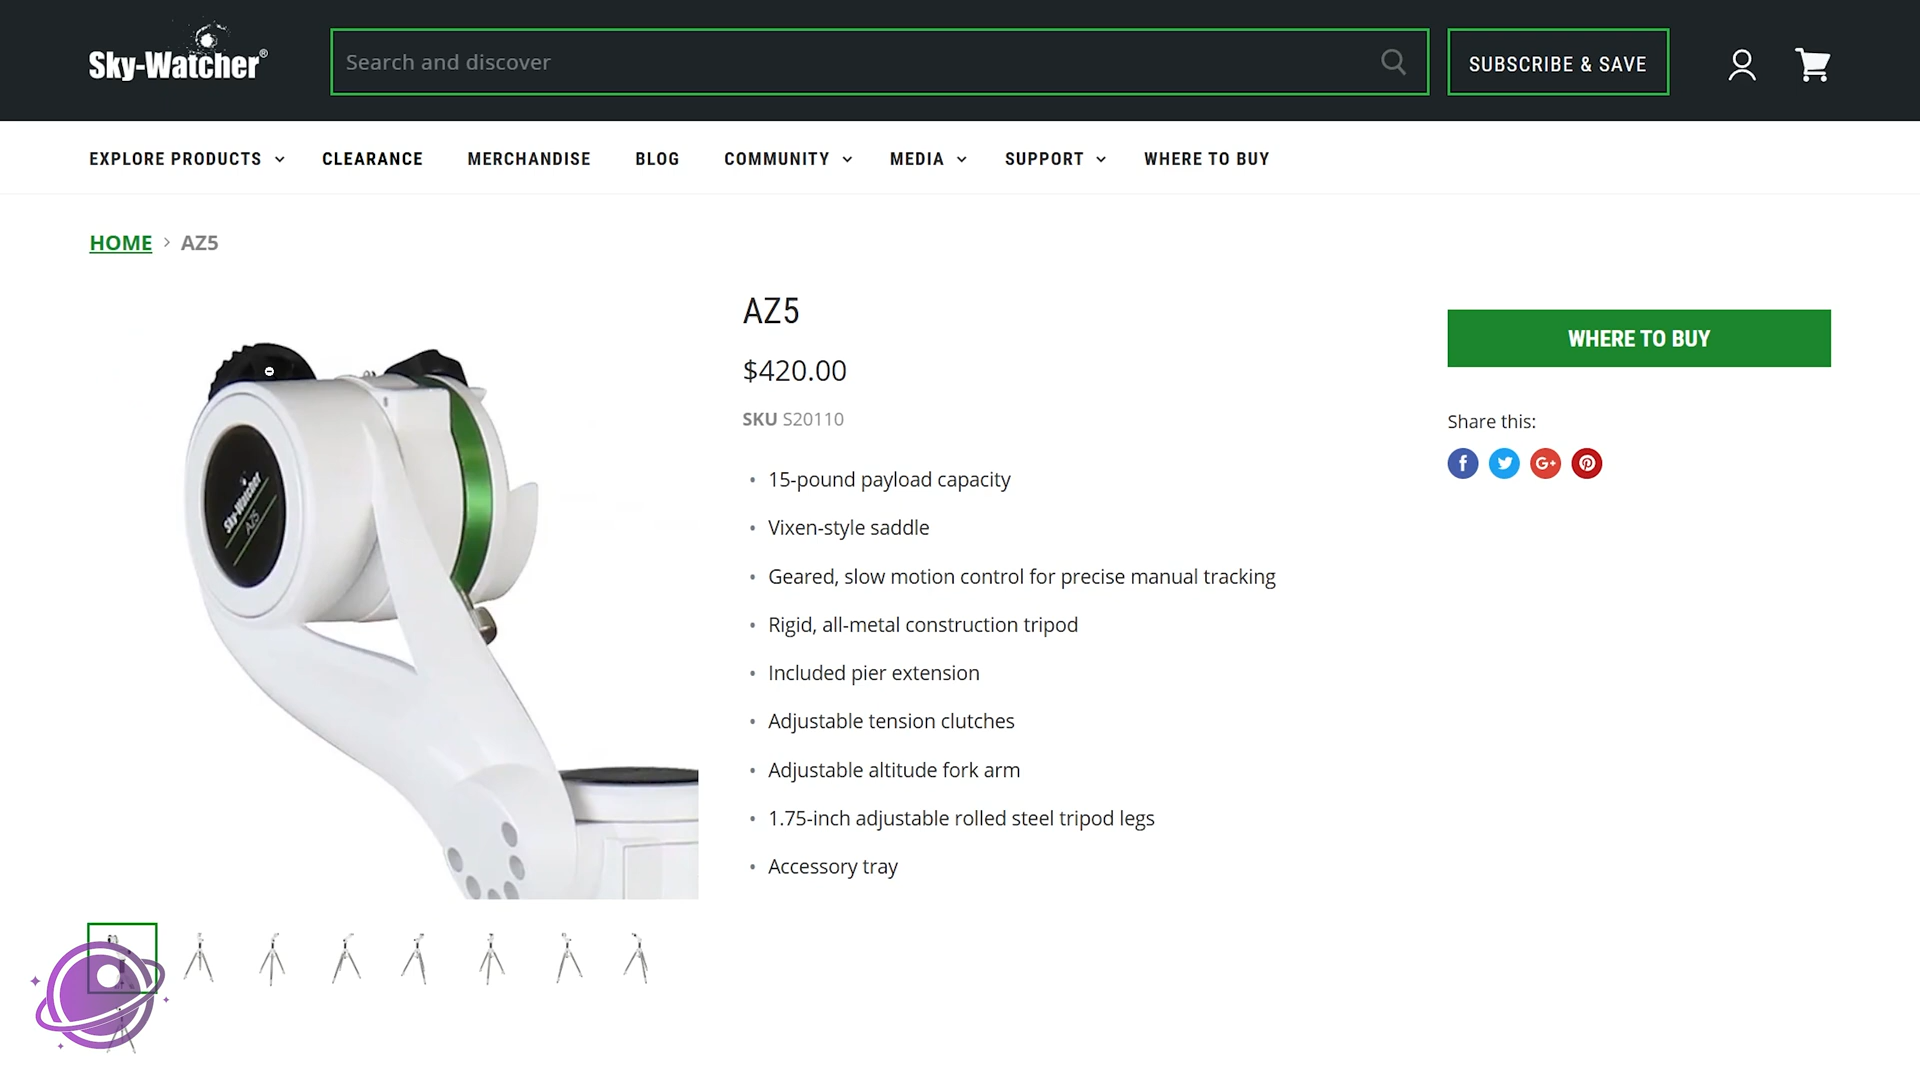 Sky-Watcher®
Search and discover
SUBSCRIBE & SAVE
EXPLORE PRODUCTS
CLEARANCE
MERCHANDISE
BLOG
COMMUNITY
MEDIA
SUPPORT
WHERE TO BUY
HOME > AZ5
Sky-Watcher
AZ5
AZ5
$420.00
SKU S20110
• 15-pound payload capacity
• Vixen-style saddle
• Geared, slow motion control for precise manual tracking
• Rigid, all-metal construction tripod
• Included pier extension
• Adjustable tension clutches
• Adjustable altitude fork arm
• 1.75-inch adjustable rolled steel tripod legs
• Accessory tray
WHERE TO BUY
Share this:
f
G+